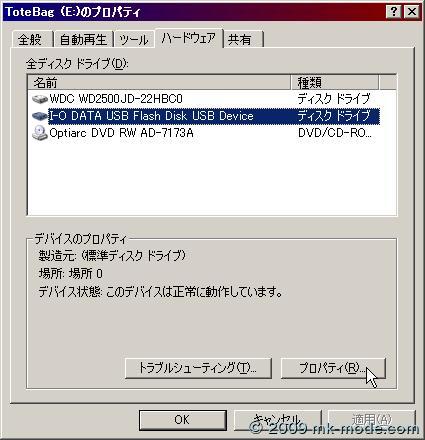 ToteBag (E:)のプロパティ
全般 自動再生 ツール ハードウェア 共有
全ディスク ドライブ(D):
名前 種類
WDC WD2500JD-22HBC0 ディスク ドライブ
I-O DATA USB Flash Disk USB Device ディスク ドライブ
Optiarc DVD RW AD-7173A DVD/CD-RO...
デバイスのプロパティ
製造元: (標準ディスク ドライブ)
場所: 場所 0
デバイス状態: このデバイスは正常に動作しています。
トラブルシューティング(T)... プロパティ(R)...
OK キャンセル 適用(A)
© 2009 mk-mode.com